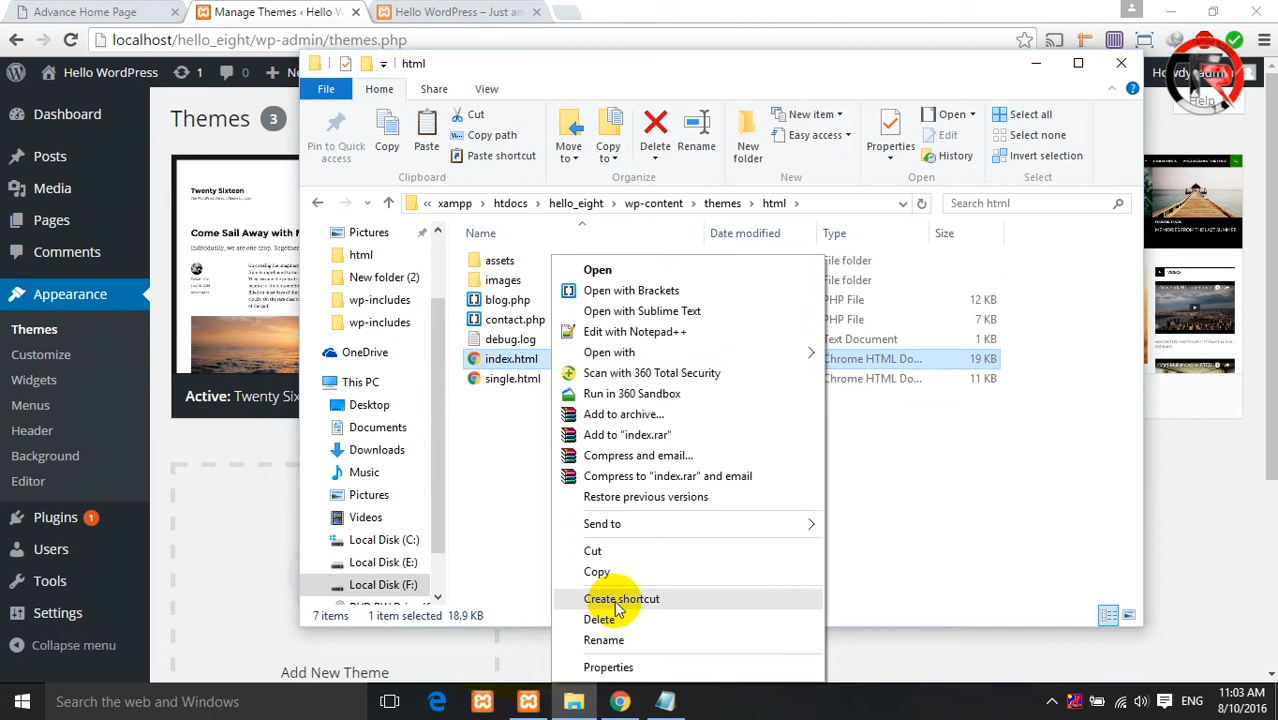 Advance Home Page
Manage Themes ‹ Hello W
Hello WordPress – Just an
localhost/hello_eight/wp-admin/themes.php
Hello WordPress
1
0
Ne
Howdy, admin
Help
html
File
Home
Share
View
Pin to Quick access
Copy
Paste
Cut
Copy path
Paste shortcut
Clipboard
Move to
Copy to
Delete
Rename
Organize
New folder
New item
Easy access
New
Properties
Open
Edit
History
Open
Select all
Select none
Invert selection
Select
« xampp › htdocs › hello_eight › wp-content › themes › html ›
Search html
Dashboard
Posts
Media
Pages
Comments
Appearance
Themes
Customize
Widgets
Menus
Header
Background
Editor
Plugins 1
Users
Tools
Settings
Collapse menu
Themes 3
Twenty Sixteen
Come Sail Away with M
Active: Twenty Six
Add New Theme
MEMORIES FROM THE LAST SUMMER
VIDEOS
Pictures
html
New folder (2)
wp-includes
wp-includes
OneDrive
This PC
Desktop
Documents
Downloads
Music
Pictures
Videos
Local Disk (C:)
Local Disk (E:)
Local Disk (F:)
Name
Date modified
Type
Size
assets
File folder
images
File folder
blog.php
PHP File
12 KB
contact.php
PHP File
7 KB
debug.log
Text Document
1 KB
index.html
Chrome HTML Do...
19 KB
single.html
Chrome HTML Do...
11 KB
Open
Open with Brackets
Open with Sublime Text
Edit with Notepad++
Open with
Scan with 360 Total Security
Run in 360 Sandbox
Add to archive...
Add to "index.rar"
Compress and email...
Compress to "index.rar" and email
Restore previous versions
Send to
Cut
Copy
Create shortcut
Delete
Rename
Properties
7 items
1 item selected 18.9 KB
Search the web and Windows
ENG
11:03 AM
8/10/2016